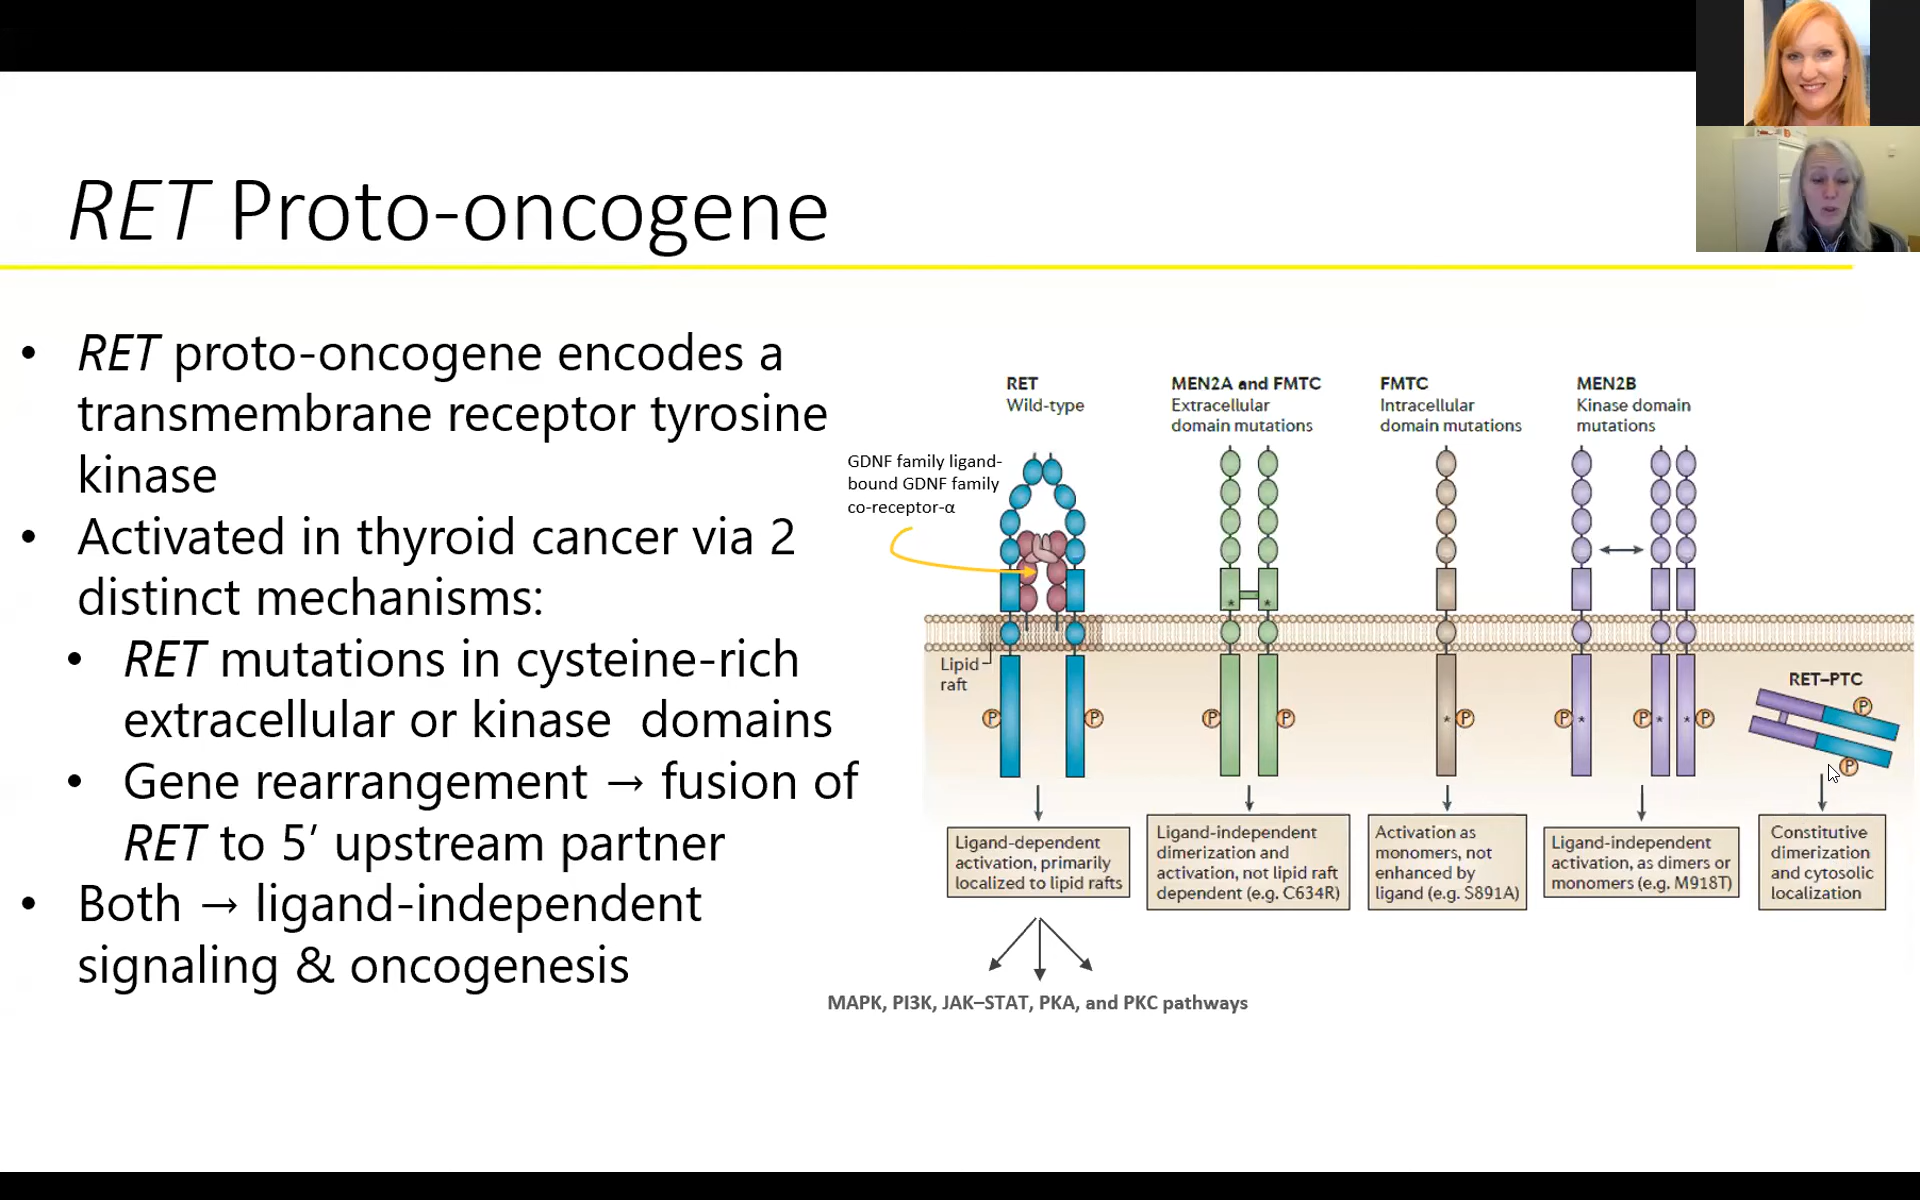 RET Proto-oncogene
• RET proto-oncogene encodes a
transmembrane receptor tyrosine
kinase
• Activated in thyroid cancer via 2
distinct mechanisms:
• RET mutations in cysteine-rich
extracellular or kinase domains
• Gene rearrangement → fusion of
RET to 5’ upstream partner
• Both → ligand-independent
signaling & oncogenesis
RET
Wild-type
MEN2A and FMTC
Extracellular
domain mutations
FMTC
Intracellular
domain mutations
MEN2B
Kinase domain
mutations
GDNF family ligand-
bound GDNF family
co-receptor-α
* *
Lipid
raft
RET–PTC
P P P P * P P * P * * P P
P
Ligand-dependent
activation, primarily
localized to lipid rafts
Ligand-independent
dimerization and
activation, not lipid raft
dependent (e.g. C634R)
Activation as
monomers, not
enhanced by
ligand (e.g. S891A)
Ligand-independent
activation, as dimers or
monomers (e.g. M918T)
Constitutive
dimerization
and cytosolic
localization
MAPK, PI3K, JAK–STAT, PKA, and PKC pathways